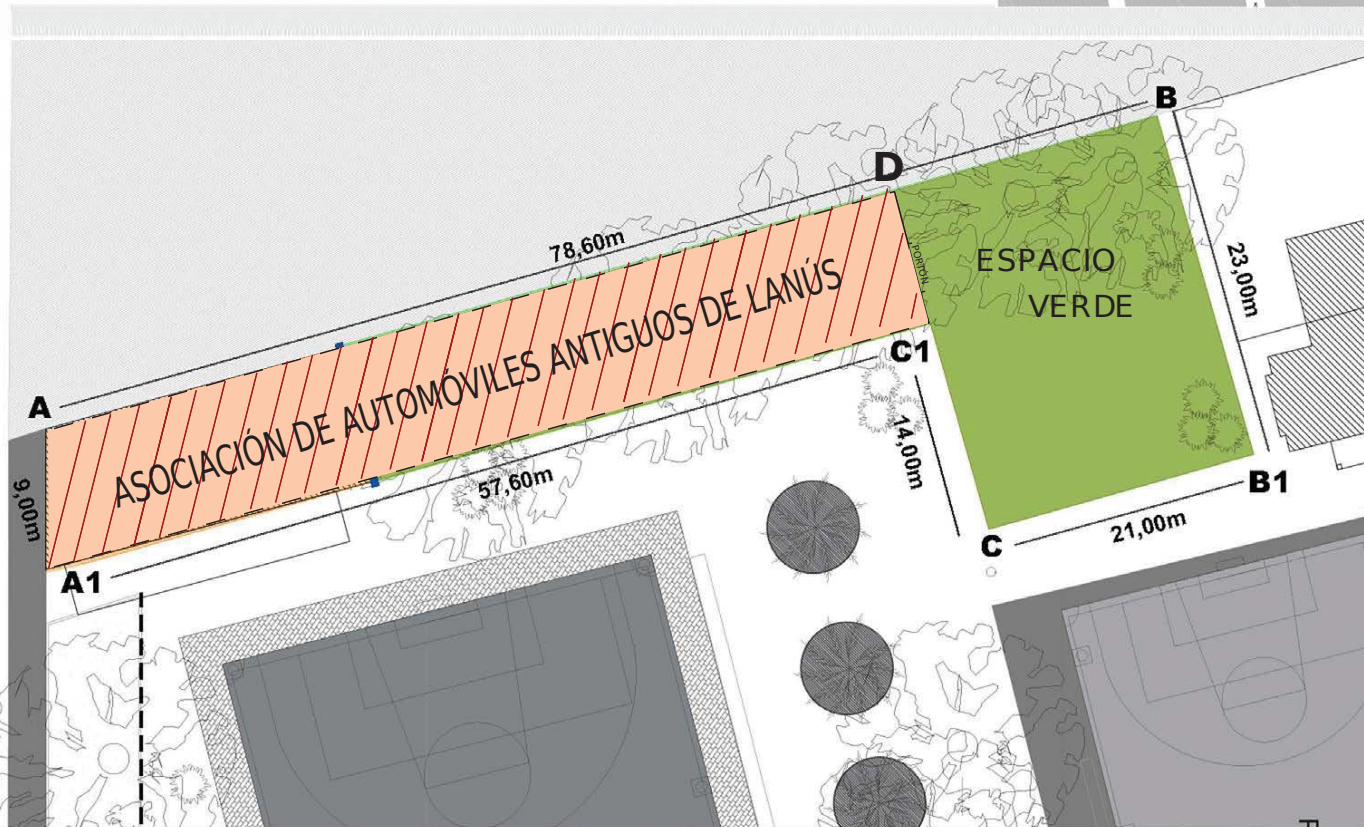 B
D
78,60m
PORTÓN
ESPACIO
VERDE
23,00m
ASOCIACIÓN DE AUTOMÓVILES ANTIGUOS DE LANÚS
C1
A
14,00m
57,60m
9,00m
B1
21,00m
C
A1